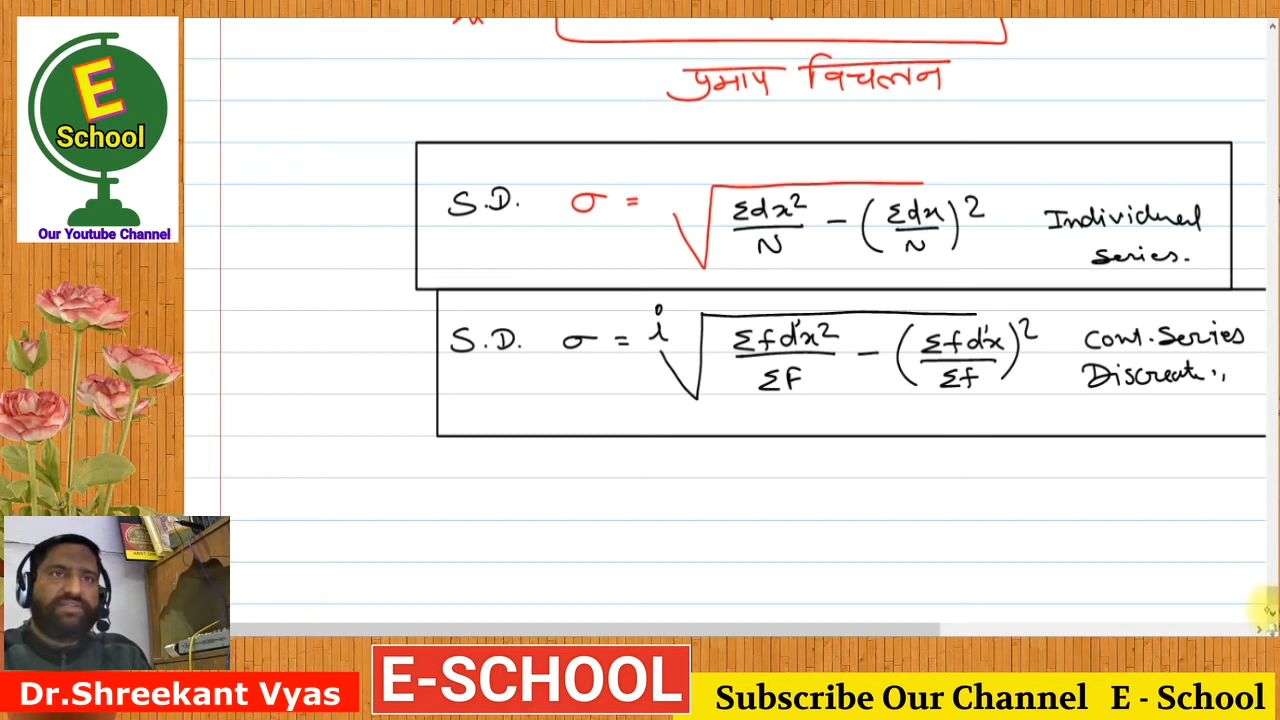 E
School
Our Youtube Channel
प्रमाप विचलन
S.D. σ = √ Σdx²/N - (Σdx/N)² Individual
Series.
S.D. σ = i √ Σfd'x²/Σf - (Σfd'x/Σf)² Cont. Series
Discreate ,,
Dr.Shreekant Vyas
E-SCHOOL
Subscribe Our Channel E - School